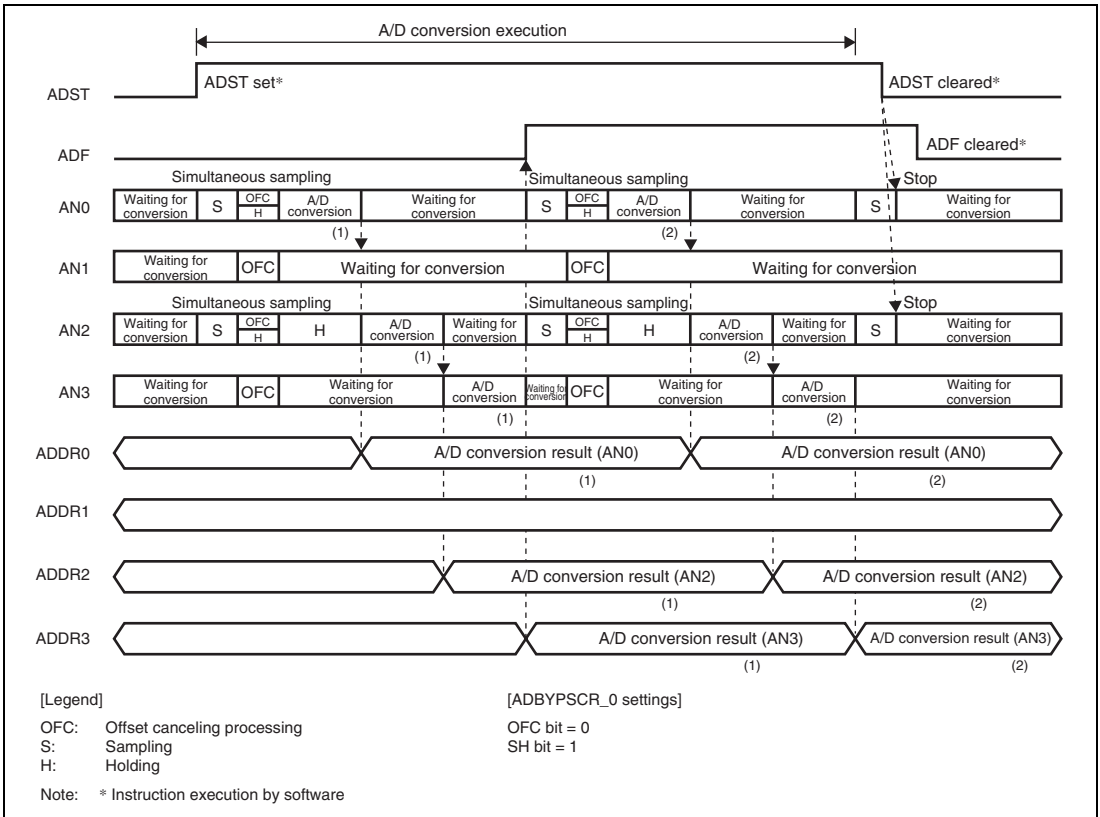 A/D conversion execution
ADST
ADST set*
ADST cleared*
ADF
ADF cleared*
Simultaneous sampling
Simultaneous sampling
Stop
AN0
Waiting for conversion
S
OFC
H
A/D conversion
Waiting for conversion
S
OFC
H
A/D conversion
Waiting for conversion
S
Waiting for conversion
(1)
(2)
AN1
Waiting for conversion
OFC
Waiting for conversion
OFC
Waiting for conversion
Simultaneous sampling
Simultaneous sampling
Stop
AN2
Waiting for conversion
S
OFC
H
H
A/D conversion
Waiting for conversion
S
OFC
H
H
A/D conversion
Waiting for conversion
S
Waiting for conversion
(1)
(2)
AN3
Waiting for conversion
OFC
Waiting for conversion
A/D conversion
Waiting for conversion
OFC
Waiting for conversion
A/D conversion
Waiting for conversion
(1)
(2)
ADDR0
A/D conversion result (AN0)
A/D conversion result (AN0)
(1)
(2)
ADDR1
ADDR2
A/D conversion result (AN2)
A/D conversion result (AN2)
(1)
(2)
ADDR3
A/D conversion result (AN3)
A/D conversion result (AN3)
(1)
(2)
[Legend]
[ADBYPSCR_0 settings]
OFC: Offset canceling processing
OFC bit = 0
S: Sampling
SH bit = 1
H: Holding
Note: * Instruction execution by software